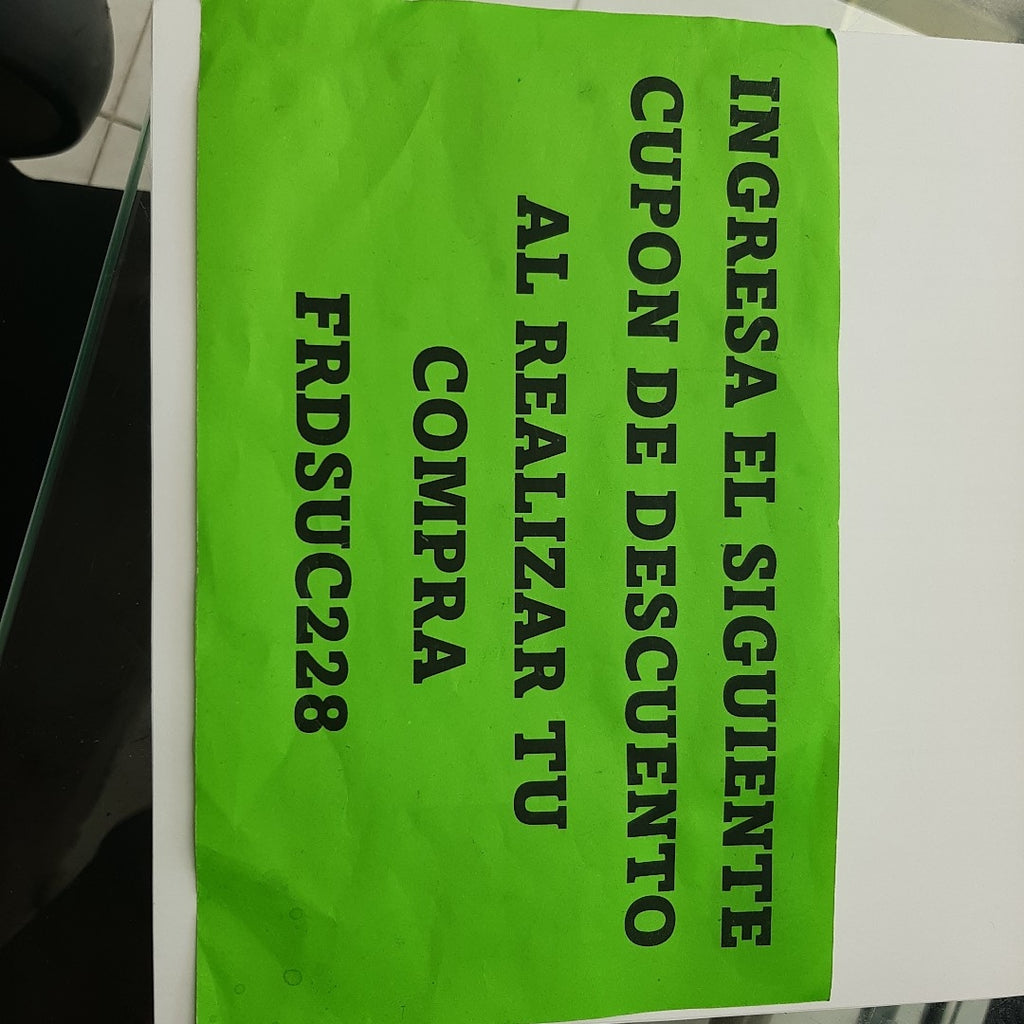 INGRESA EL SIGUIENTE
CUPON DE DESCUENTO
AL REALIZAR TU
COMPRA
FRDSUC228